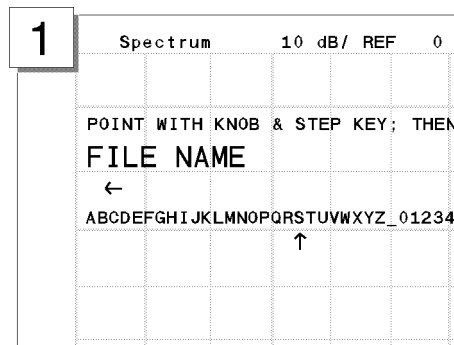 1
Spectrum 10 dB/ REF 0
POINT WITH KNOB & STEP KEY; THEN
FILE NAME
←
ABCDEFGHIJKLMNOPQRSTUVWXYZ_01234
↑